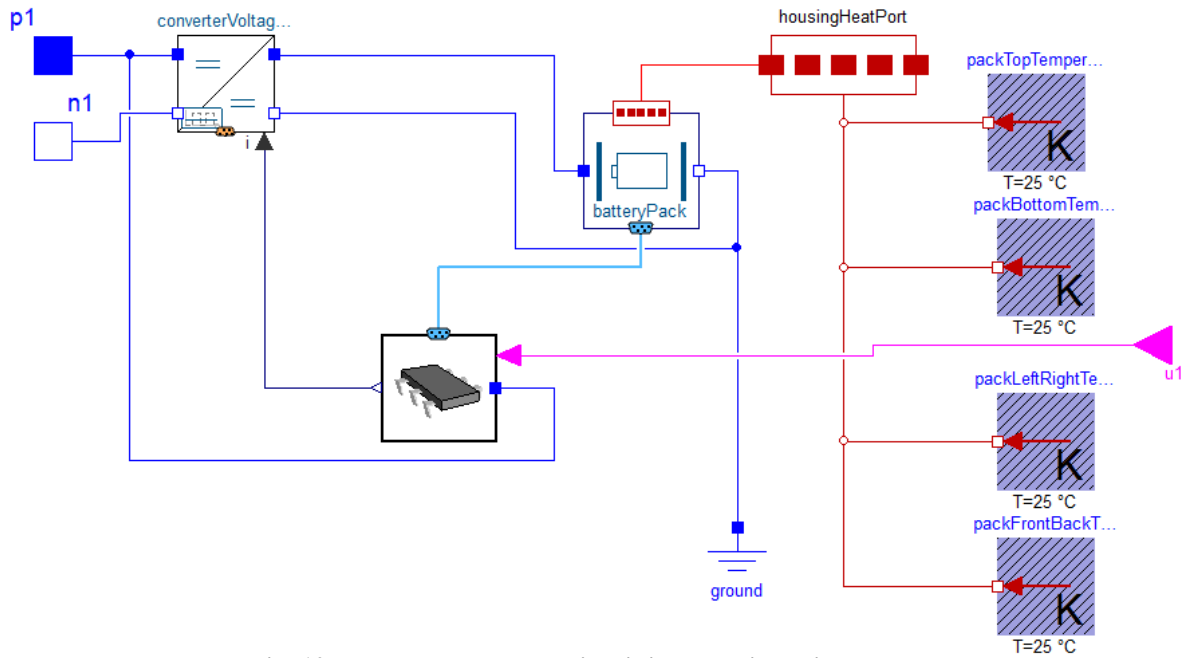 p1
converterVoltag...
housingHeatPort
packTopTemper...
n1
i
K
T=25 °C
batteryPack
packBottomTem...
K
T=25 °C
u1
packLeftRightTe...
K
T=25 °C
packFrontBackT...
ground
K
T=25 °C